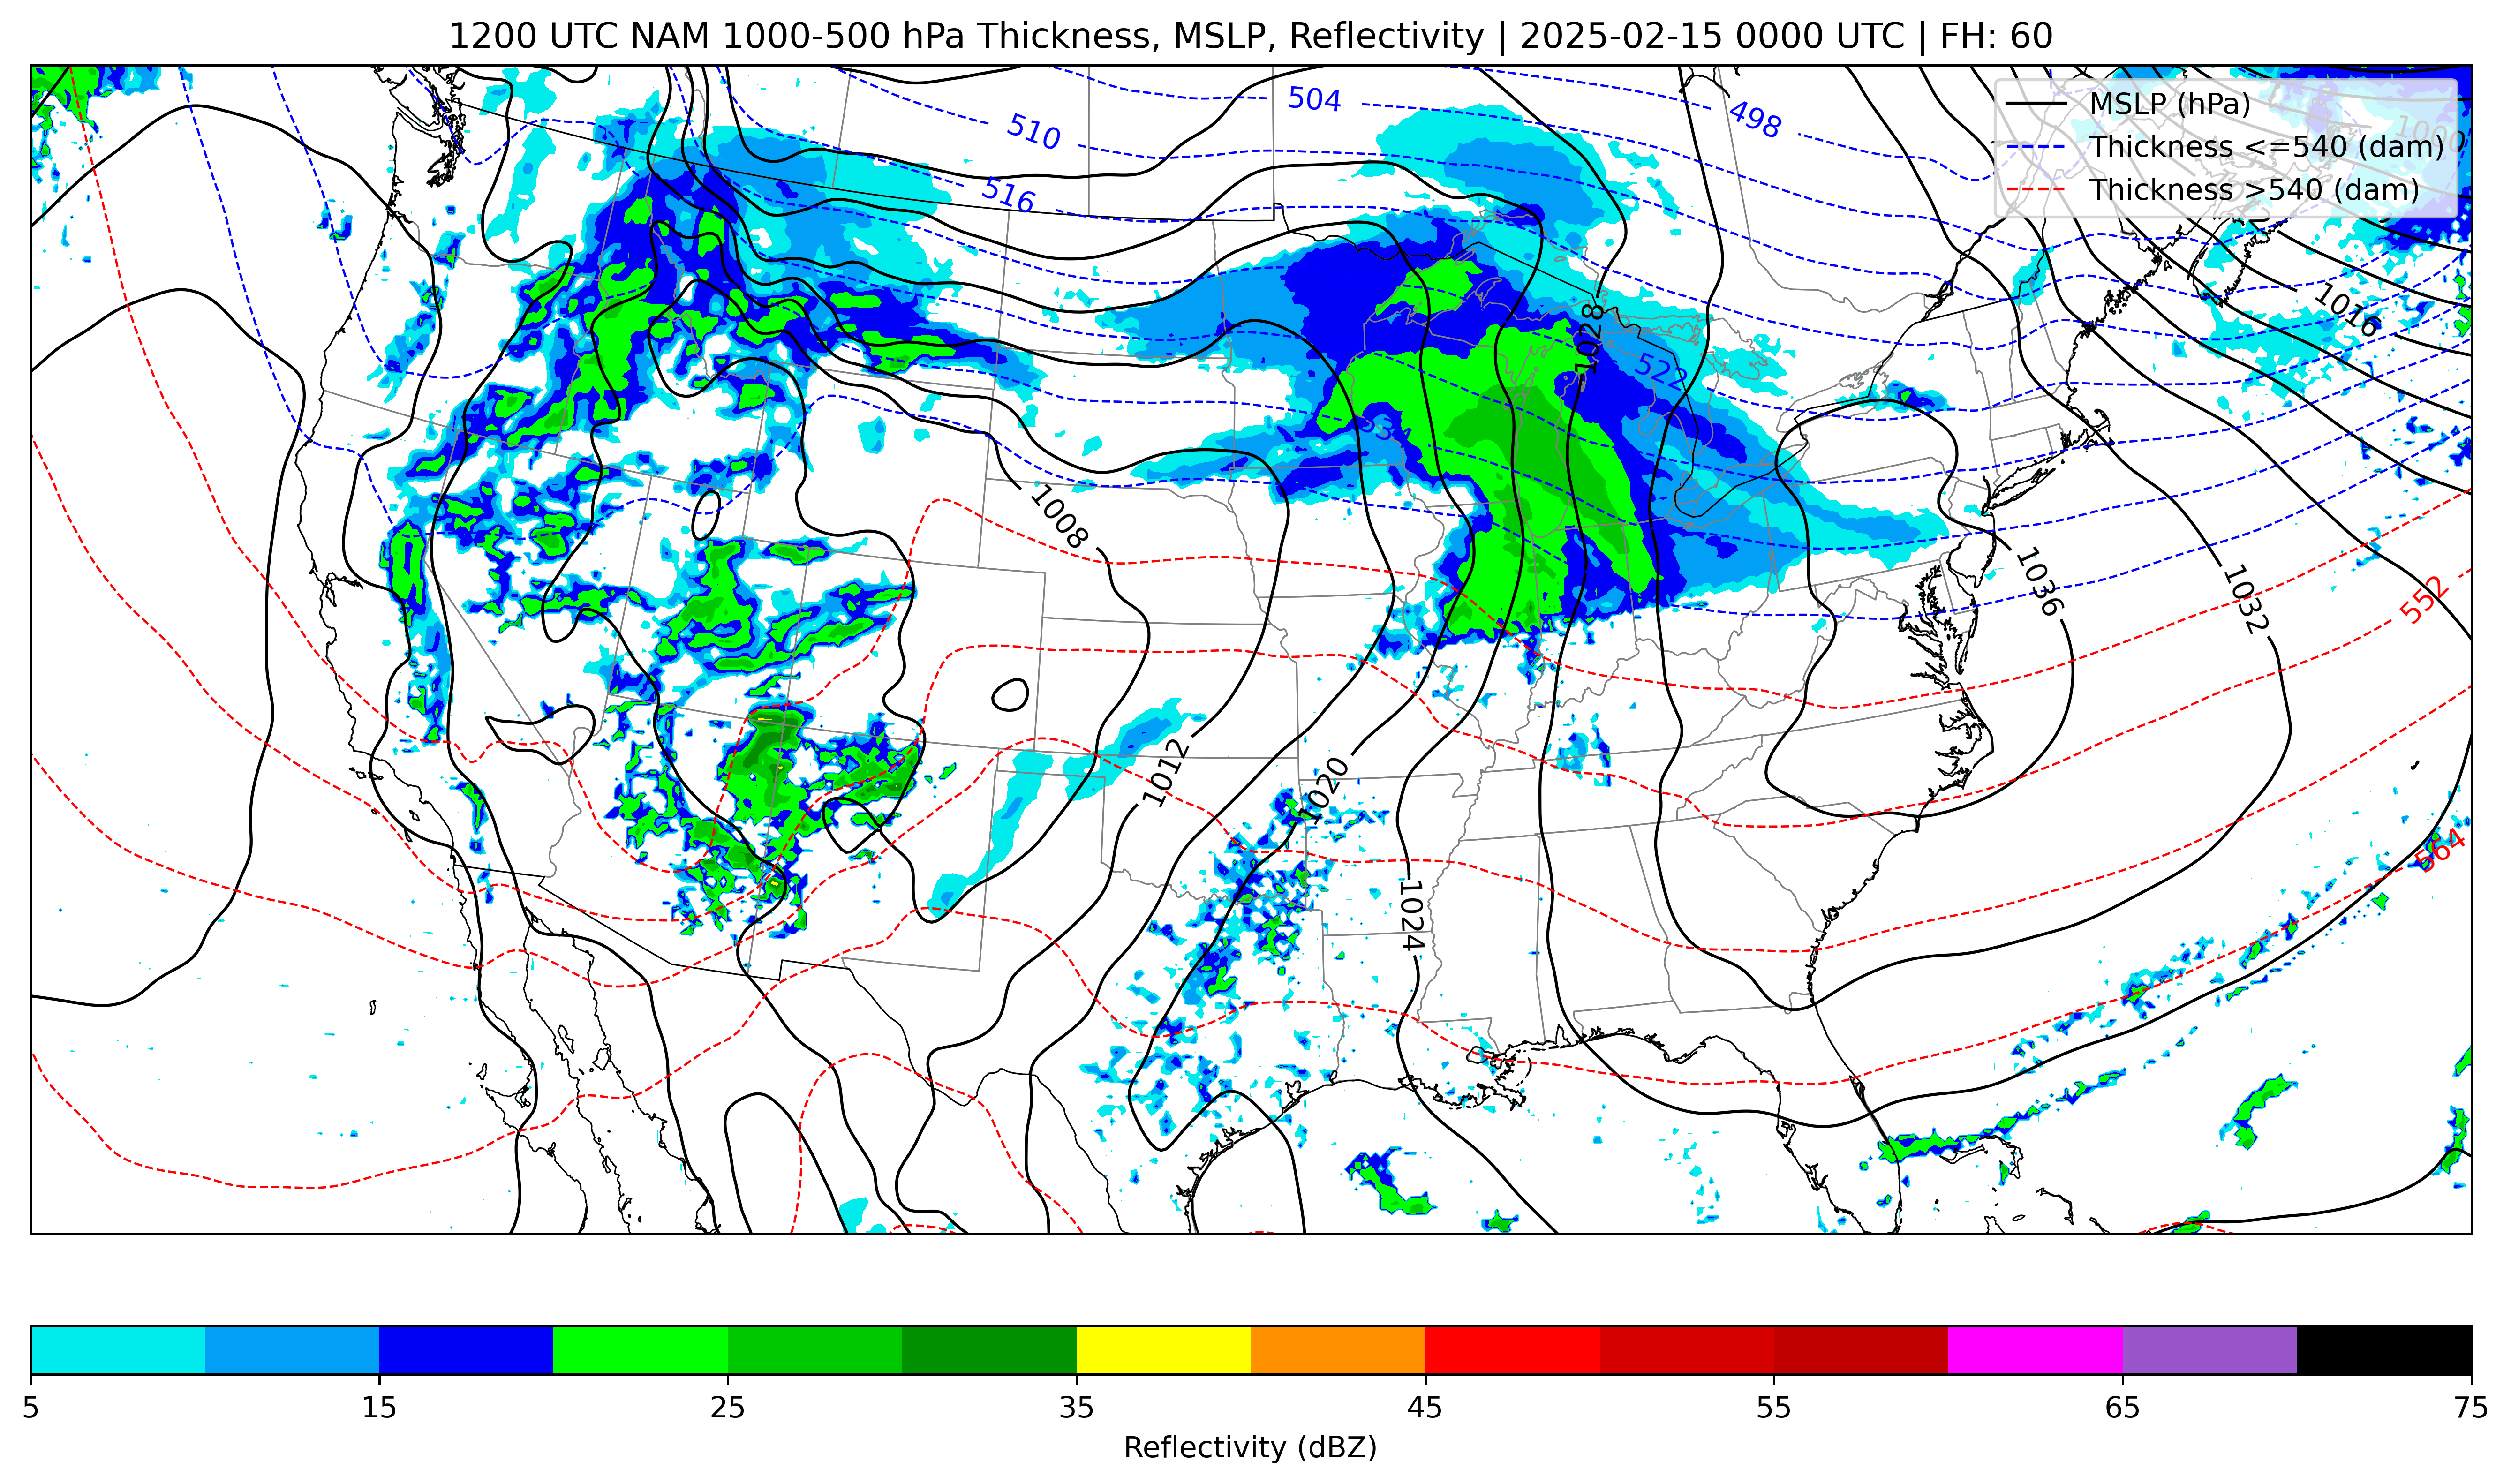 1200 UTC NAM 1000-500 hPa Thickness, MSLP, Reflectivity | 2025-02-15 0000 UTC | FH: 60
MSLP (hPa)
Thickness <=540 (dam)
Thickness >540 (dam)
504
498
510
516
1000
1016
1028
522
534
1008
1036
1032
552
1012
1020
564
1024
5 15 25 35 45 55 65 75
Reflectivity (dBZ)